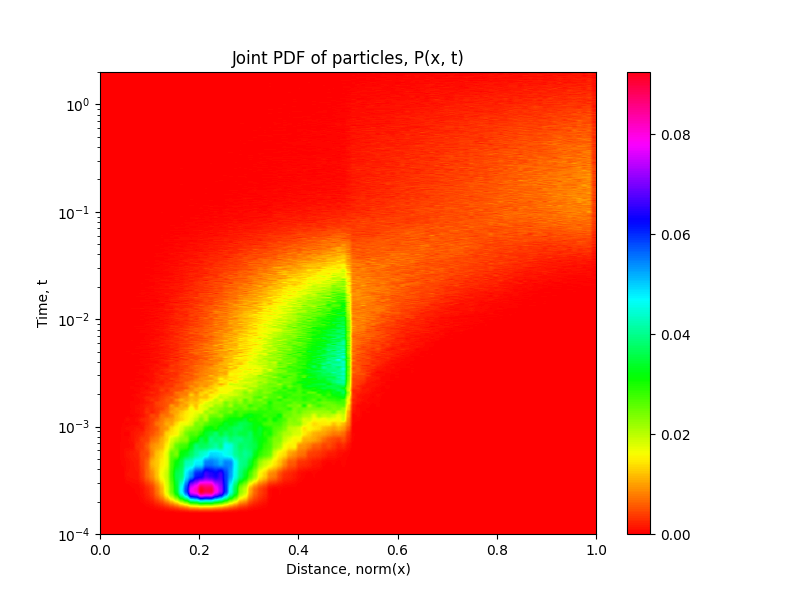 Joint PDF of particles, P(x, t)
Time, t
10⁰
10⁻¹
10⁻²
10⁻³
10⁻⁴
0.0 0.2 0.4 0.6 0.8 1.0
Distance, norm(x)
0.08
0.06
0.04
0.02
0.00